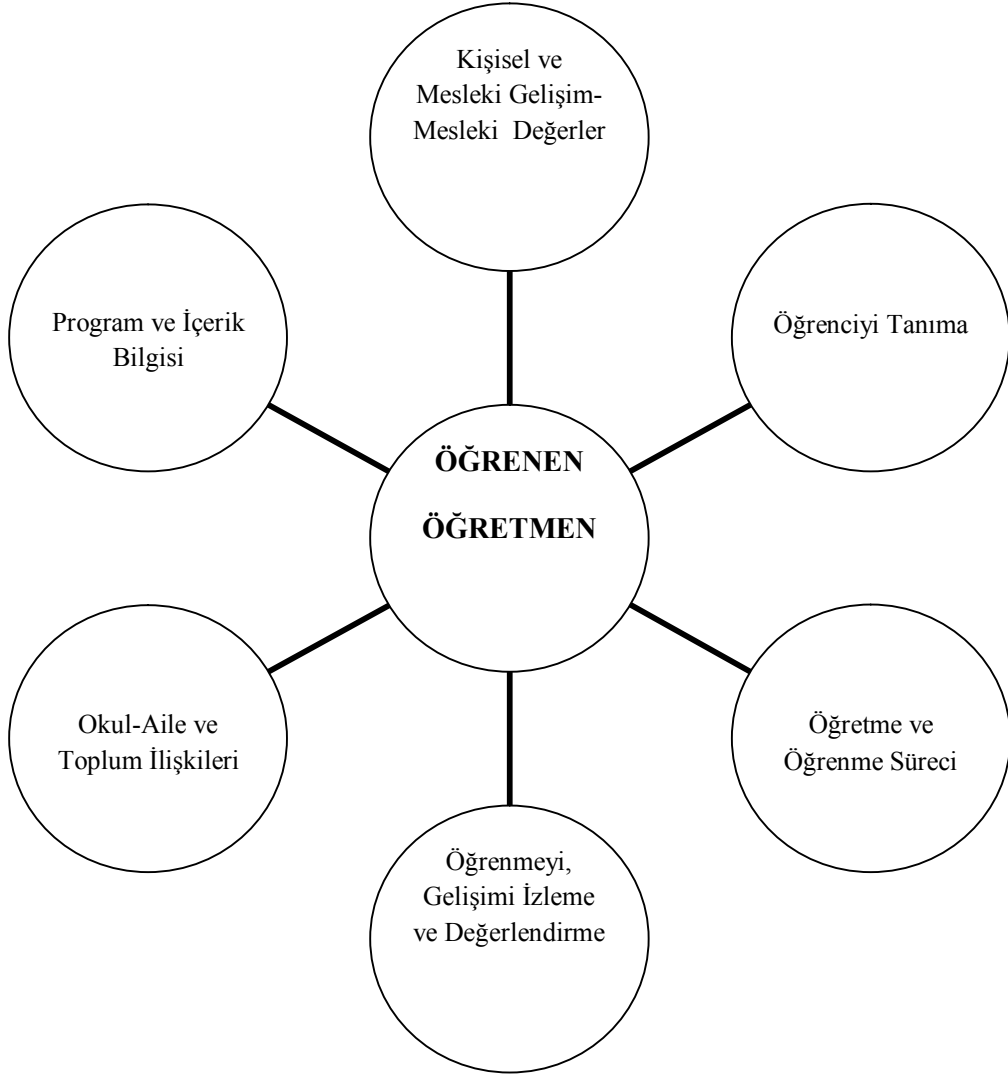 Kişisel ve
Mesleki Gelişim-
Mesleki Değerler
Program ve İçerik
Bilgisi
Öğrenciyi Tanıma
ÖĞRENEN
ÖĞRETMEN
Okul-Aile ve
Toplum İlişkileri
Öğretme ve
Öğrenme Süreci
Öğrenmeyi,
Gelişimi İzleme
ve Değerlendirme